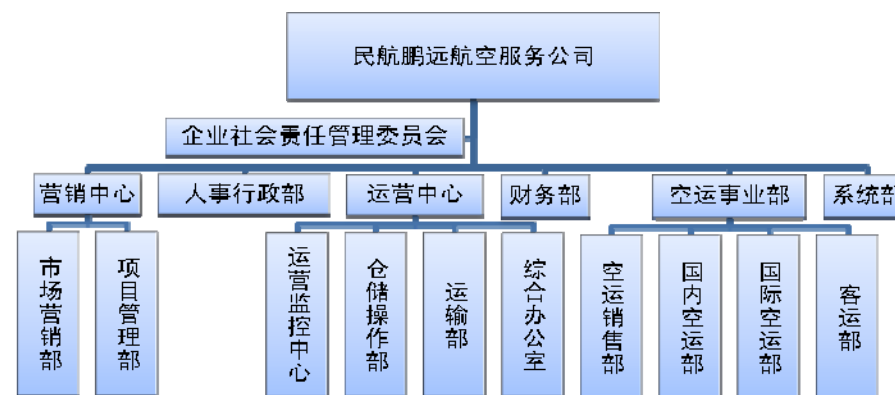 民航鹏远航空服务公司
企业社会责任管理委员会
营销中心
人事行政部
运营中心
财务部
空运事业部
系统部
市场营销部
项目管理部
运营监控中心
仓储操作部
运输部
综合办公室
空运销售部
国内空运部
国际空运部
客运部